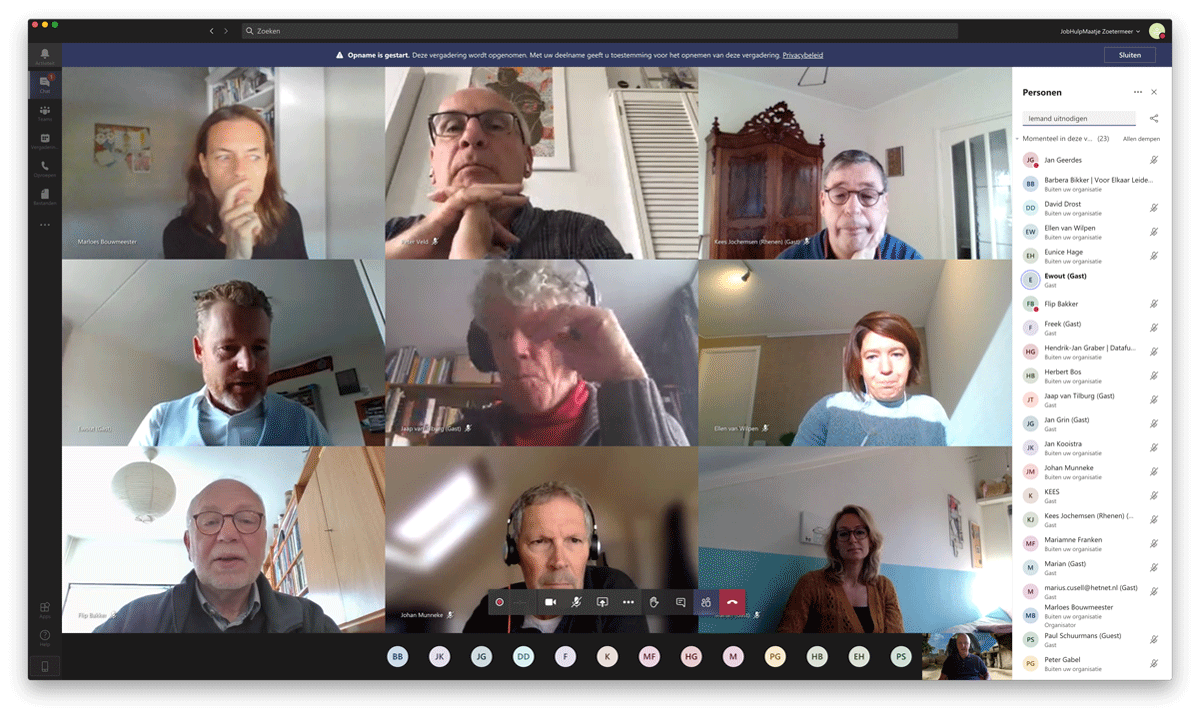 Zoeken
JobHulpMaatje Zoetermeer
Opname is gestart. Deze vergadering wordt opgenomen. Met uw deelname geeft u toestemming voor het opnemen van deze vergadering. Privacybeleid
Sluiten
Activiteit
Chat
1
Teams
Oproepen
Bestanden
Apps
Help
Marloes Bouwmeester
Veld
Kees Jochemsen (Rhenen) (Gast)
Ewout (Gast)
Jaap van Tilburg (Gast)
Ellen van Wilpen
Flip Bakker
Johan Munneke
BB
JK
JG
DD
F
K
MF
HG
M
PG
HB
EH
PS
Personen
Iemand uitnodigen
Momenteel in deze v... (23)
Allen dempen
JG Jan Geerdes
BB Barbera Bikker | Voor Elkaar Leide...
Buiten uw organisatie
DD David Drost
Buiten uw organisatie
EW Ellen van Wilpen
Buiten uw organisatie
EH Eunice Hage
Buiten uw organisatie
E Ewout (Gast)
Gast
FB Flip Bakker
F Freek (Gast)
Gast
HG Hendrik-Jan Graber | Datafu...
Buiten uw organisatie
HB Herbert Bos
Buiten uw organisatie
JT Jaap van Tilburg (Gast)
Gast
JG Jan Grin (Gast)
Gast
JK Jan Kooistra
Buiten uw organisatie
JM Johan Munneke
Buiten uw organisatie
K KEES
Gast
KJ Kees Jochemsen (Rhenen) (...
Gast
MF Mariamne Franken
Buiten uw organisatie
M Marian (Gast)
Gast
M marius.cusell@hetnet.nl (Gast)
Gast
MB Marloes Bouwmeester
Buiten uw organisatie
Organisator
PS Paul Schuurmans (Guest)
Gast
PG Peter Gabel
Buiten uw organisatie